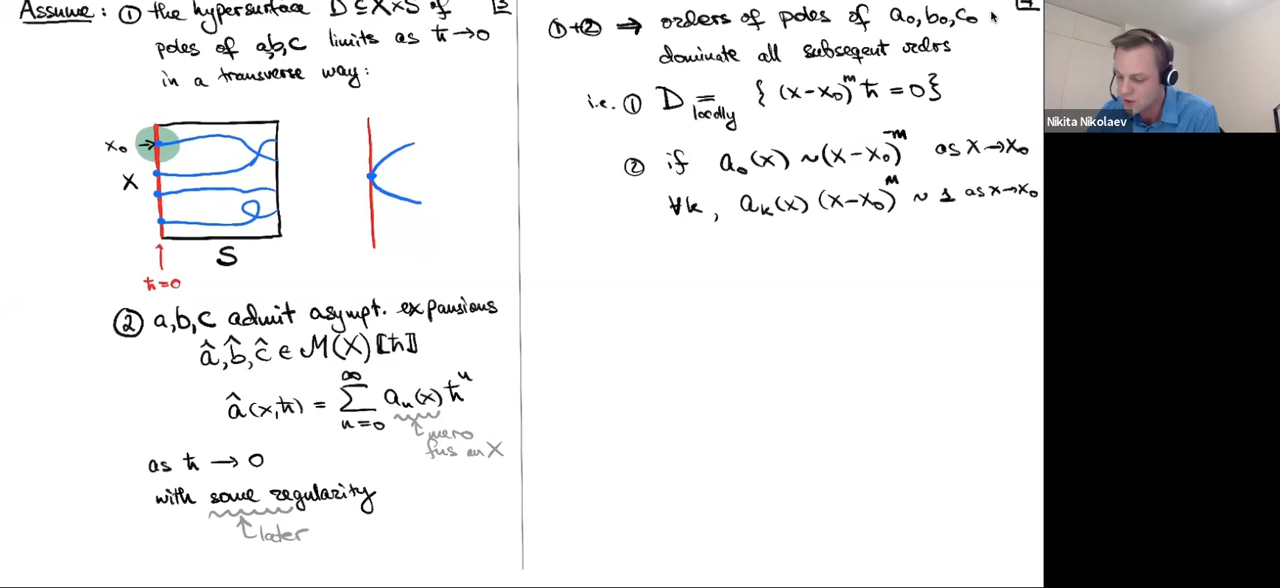 Assume: ① the hypersurface D ⊆ X×S of
poles of a,b,c limits as ħ→0
in a transverse way:
x₀ →
X
S
ħ=0
② a,b,c admit asympt. expansions
â,b̂,ĉ ∈ M(X)⟦ħ⟧
â(x,ħ) = ∑_{n=0}^{∞} aₙ(x) ħⁿ
mero
fns on X
as ħ → 0
with some regularity
later
①+② ⟹ orders of poles of a₀,b₀,c₀
dominate all subseqent orders
i.e. ① D = {(x-x₀)^m ħ = 0}
locally
② if a₀(x) ~ (x-x₀)^{-m} as x→x₀
∀k, aₖ(x) (x-x₀)^m ~ 1 as x→x₀
Nikita Nikolaev